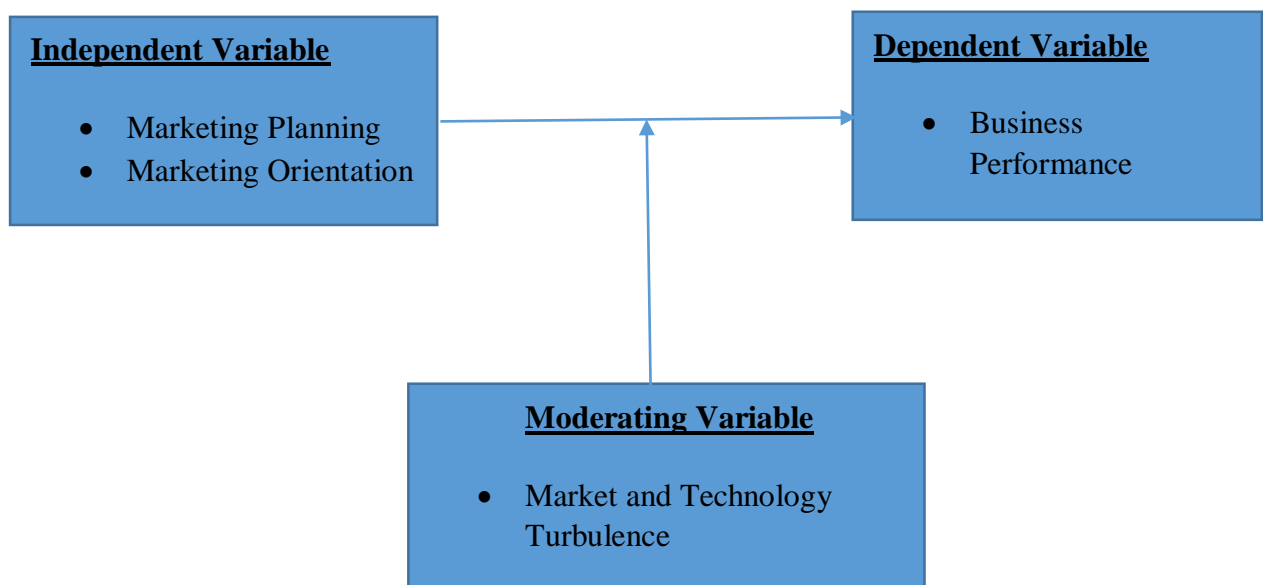 Independent Variable
• Marketing Planning
• Marketing Orientation
Dependent Variable
• Business
Performance
Moderating Variable
• Market and Technology
Turbulence